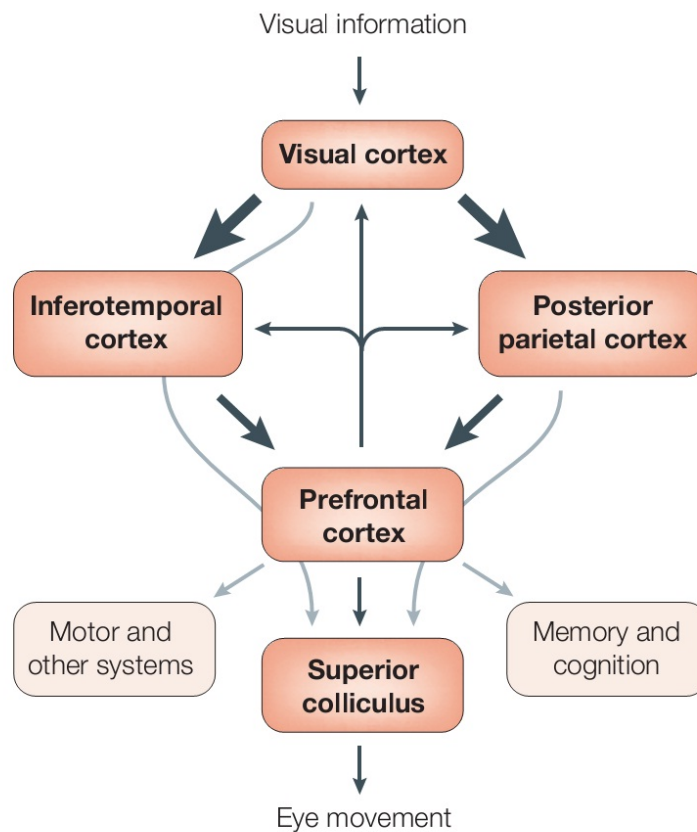 Visual information
Visual cortex
Inferotemporal
cortex
Posterior
parietal cortex
Prefrontal
cortex
Motor and
other systems
Memory and
cognition
Superior
colliculus
Eye movement